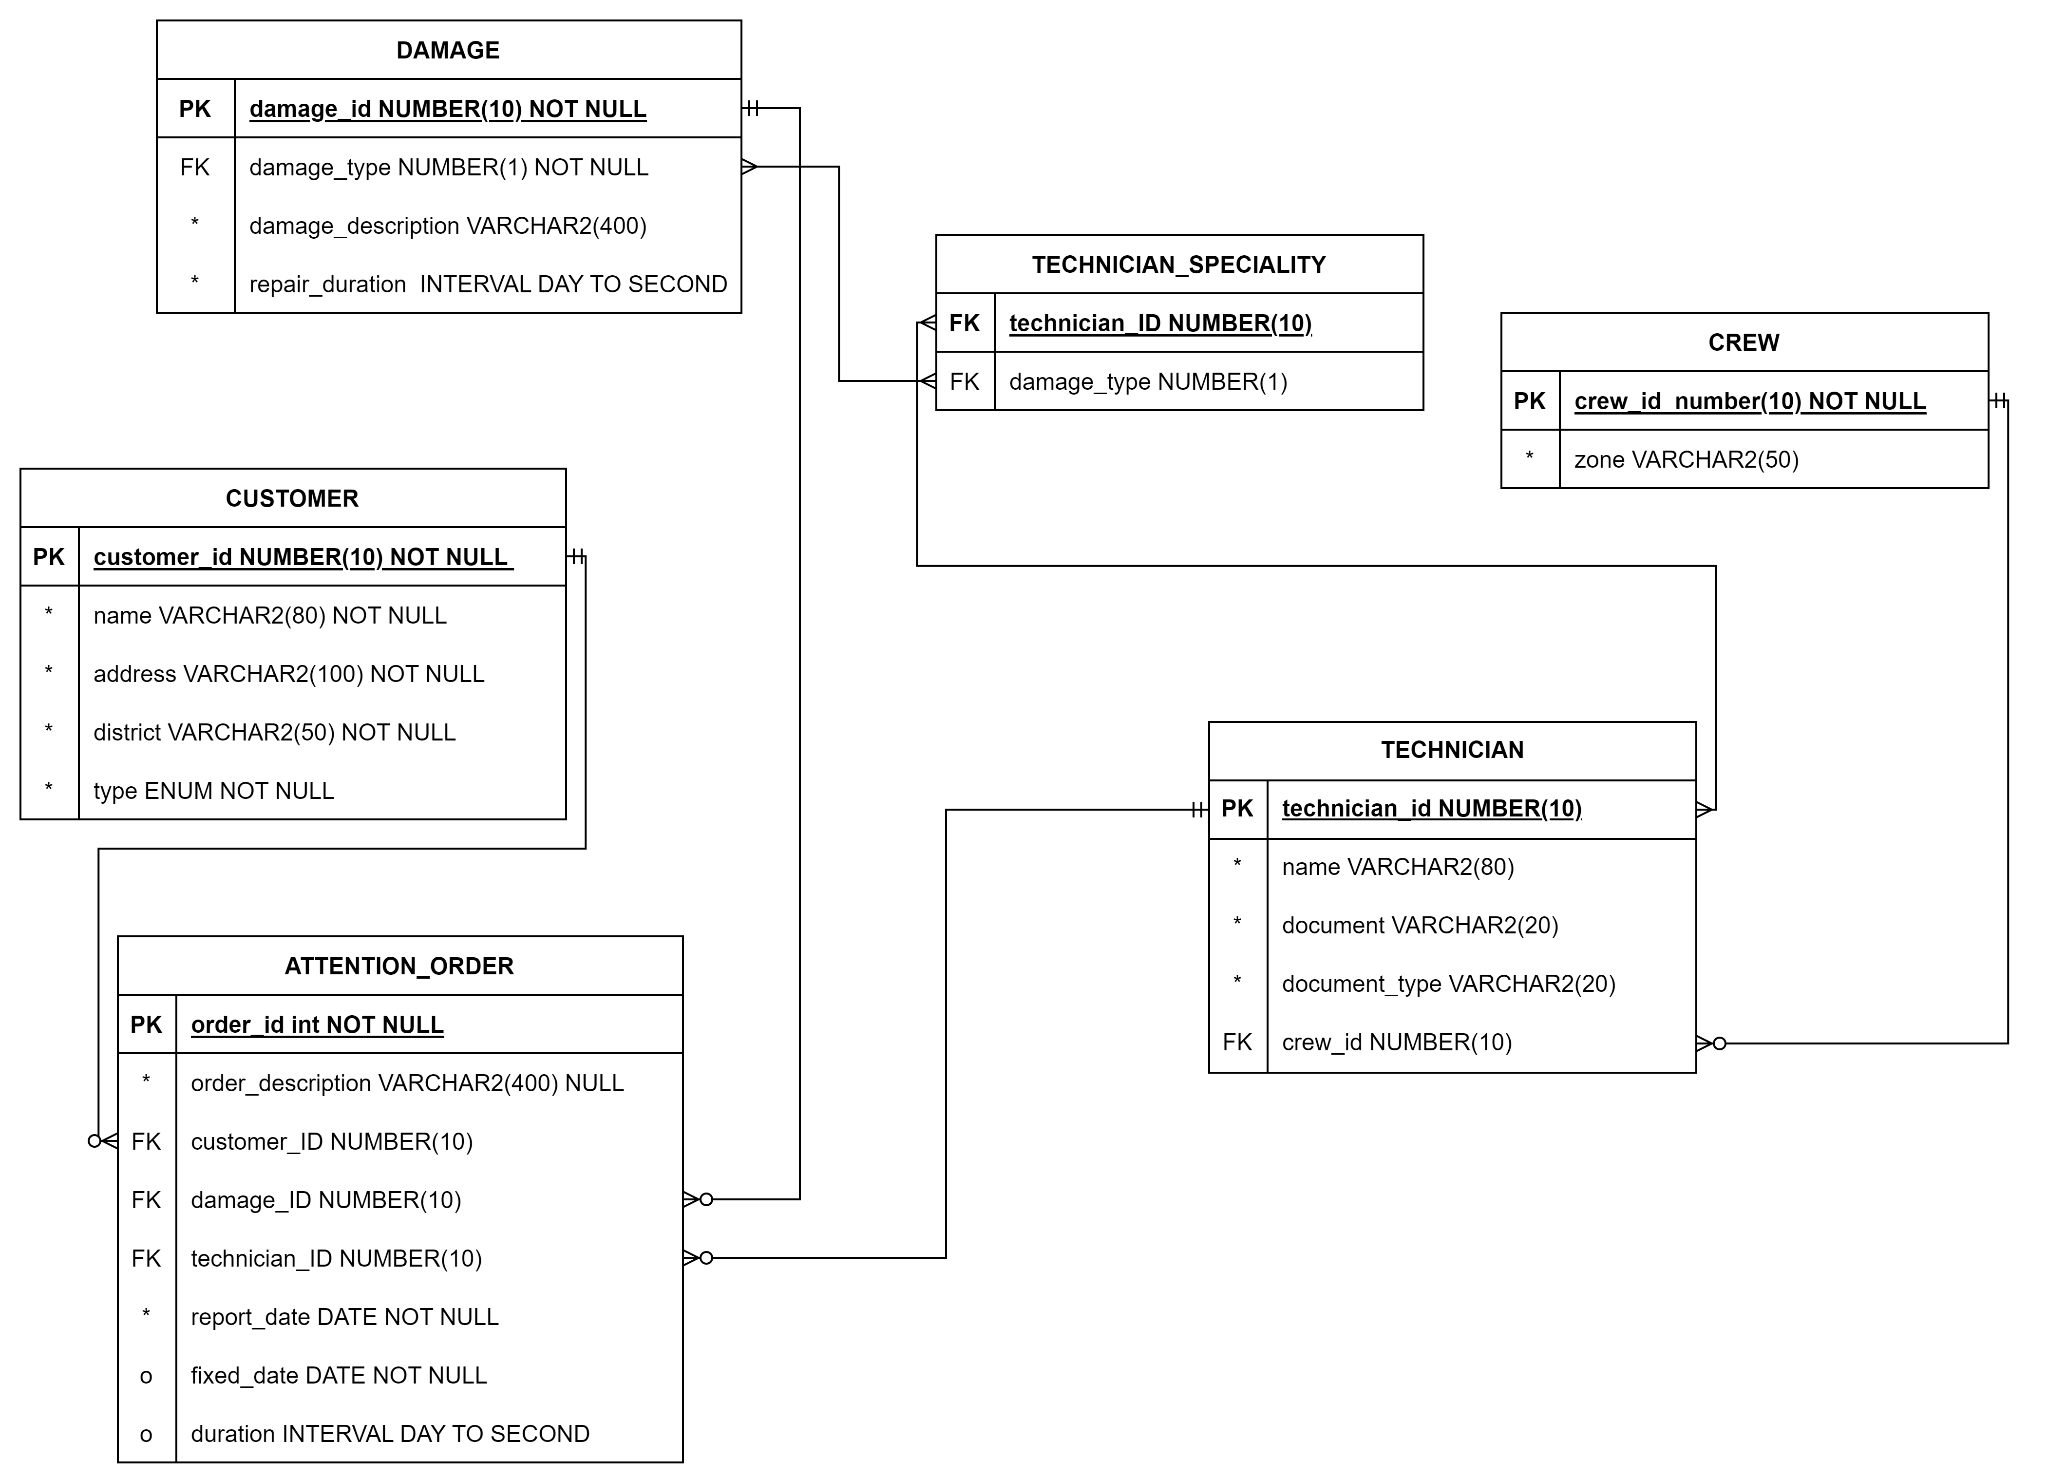 DAMAGE
PK damage_id NUMBER(10) NOT NULL
FK damage_type NUMBER(1) NOT NULL
* damage_description VARCHAR2(400)
* repair_duration  INTERVAL DAY TO SECOND
TECHNICIAN_SPECIALITY
FK technician_ID NUMBER(10)
FK damage_type NUMBER(1)
CREW
PK crew_id  number(10) NOT NULL
* zone VARCHAR2(50)
CUSTOMER
PK customer_id NUMBER(10) NOT NULL
* name VARCHAR2(80) NOT NULL
* address VARCHAR2(100) NOT NULL
* district VARCHAR2(50) NOT NULL
* type ENUM NOT NULL
TECHNICIAN
PK technician_id NUMBER(10)
* name VARCHAR2(80)
* document VARCHAR2(20)
* document_type VARCHAR2(20)
FK crew_id NUMBER(10)
ATTENTION_ORDER
PK order_id int NOT NULL
* order_description VARCHAR2(400) NULL
FK customer_ID NUMBER(10)
FK damage_ID NUMBER(10)
FK technician_ID NUMBER(10)
* report_date DATE NOT NULL
o fixed_date DATE NOT NULL
o duration INTERVAL DAY TO SECOND